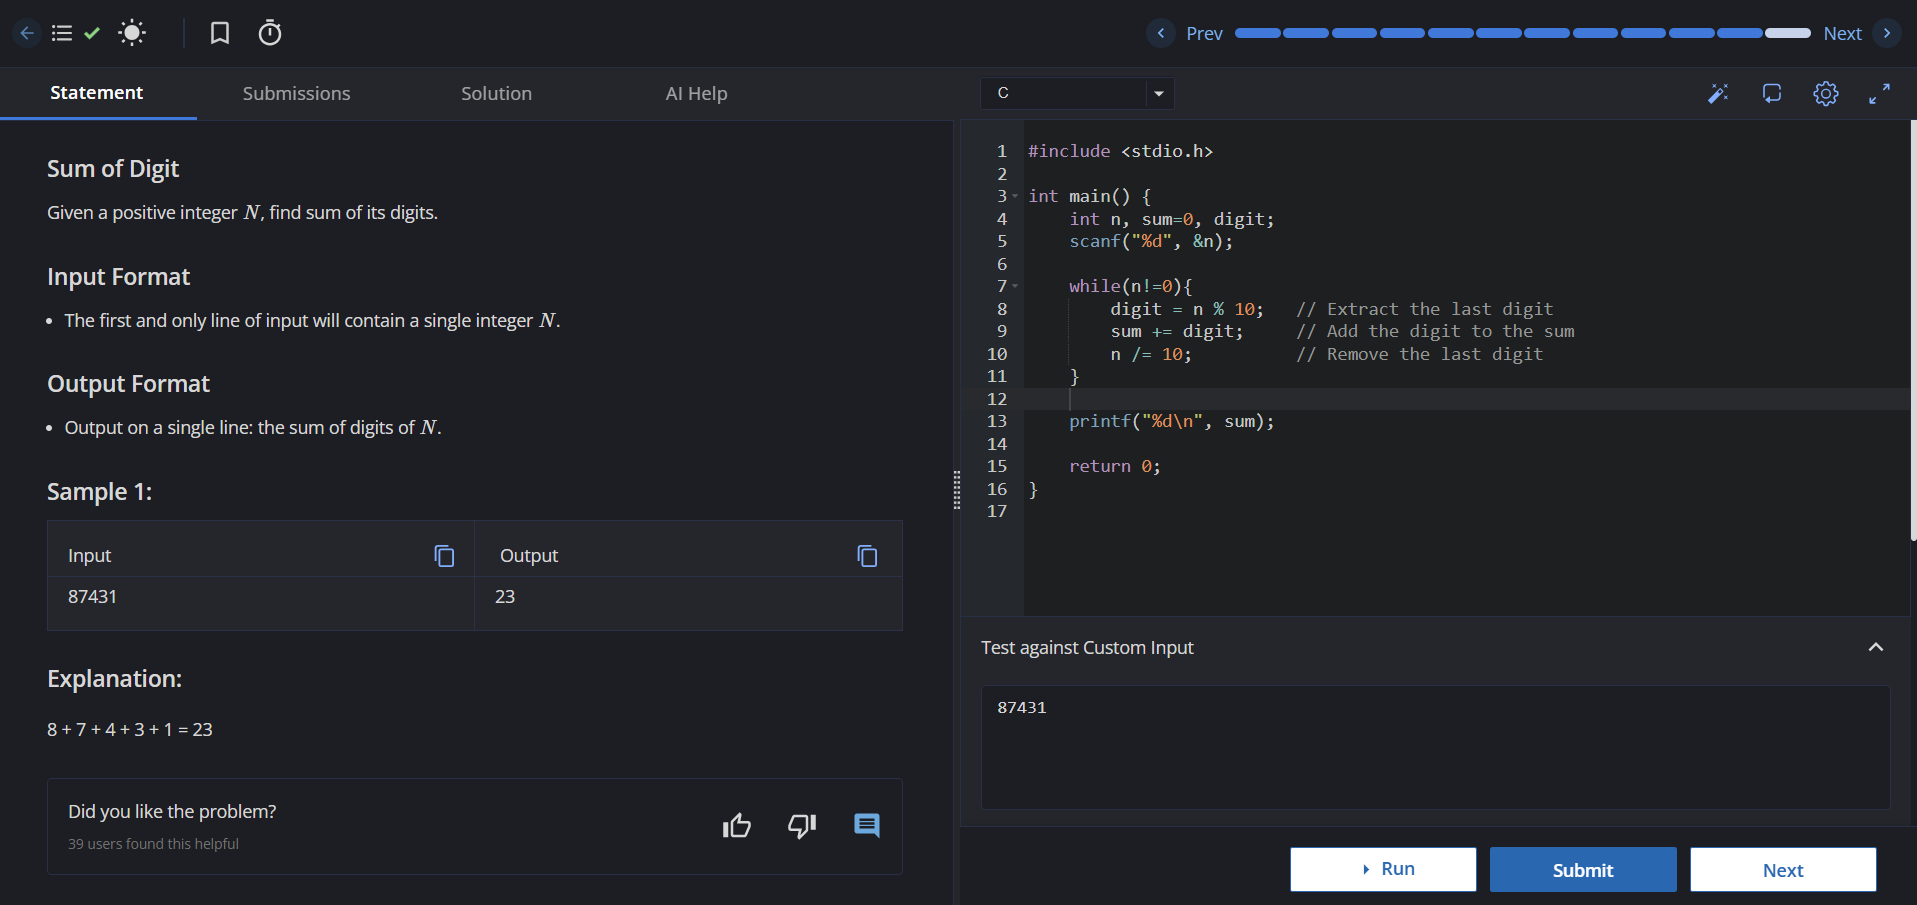 Prev
Next
Statement
Submissions
Solution
AI Help
Sum of Digit
Given a positive integer N, find sum of its digits.
Input Format
• The first and only line of input will contain a single integer N.
Output Format
• Output on a single line: the sum of digits of N.
Sample 1:
Input
Output
87431
23
Explanation:
8 + 7 + 4 + 3 + 1 = 23
Did you like the problem?
39 users found this helpful
C
1 #include <stdio.h>
2
3 int main() {
4     int n, sum=0, digit;
5     scanf("%d", &n);
6
7     while(n!=0){
8         digit = n % 10;   // Extract the last digit
9         sum += digit;     // Add the digit to the sum
10         n /= 10;          // Remove the last digit
11     }
12
13     printf("%d\n", sum);
14
15     return 0;
16 }
17
Test against Custom Input
87431
Run
Submit
Next